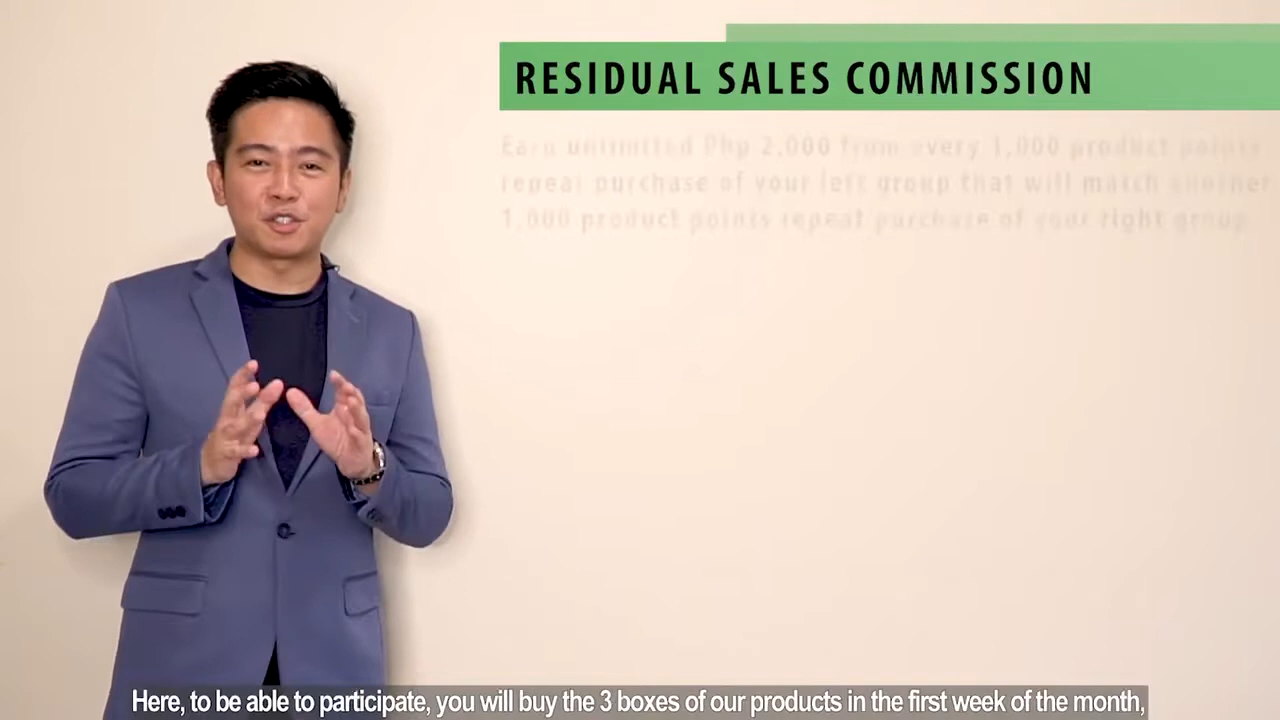 RESIDUAL SALES COMMISSION
Earn unlimited Php 2,000 from every 1,000 product points
repeat purchase of your left group that will match another
1,000 product points repeat purchase of your right group
Here, to be able to participate, you will buy the 3 boxes of our products in the first week of the month,